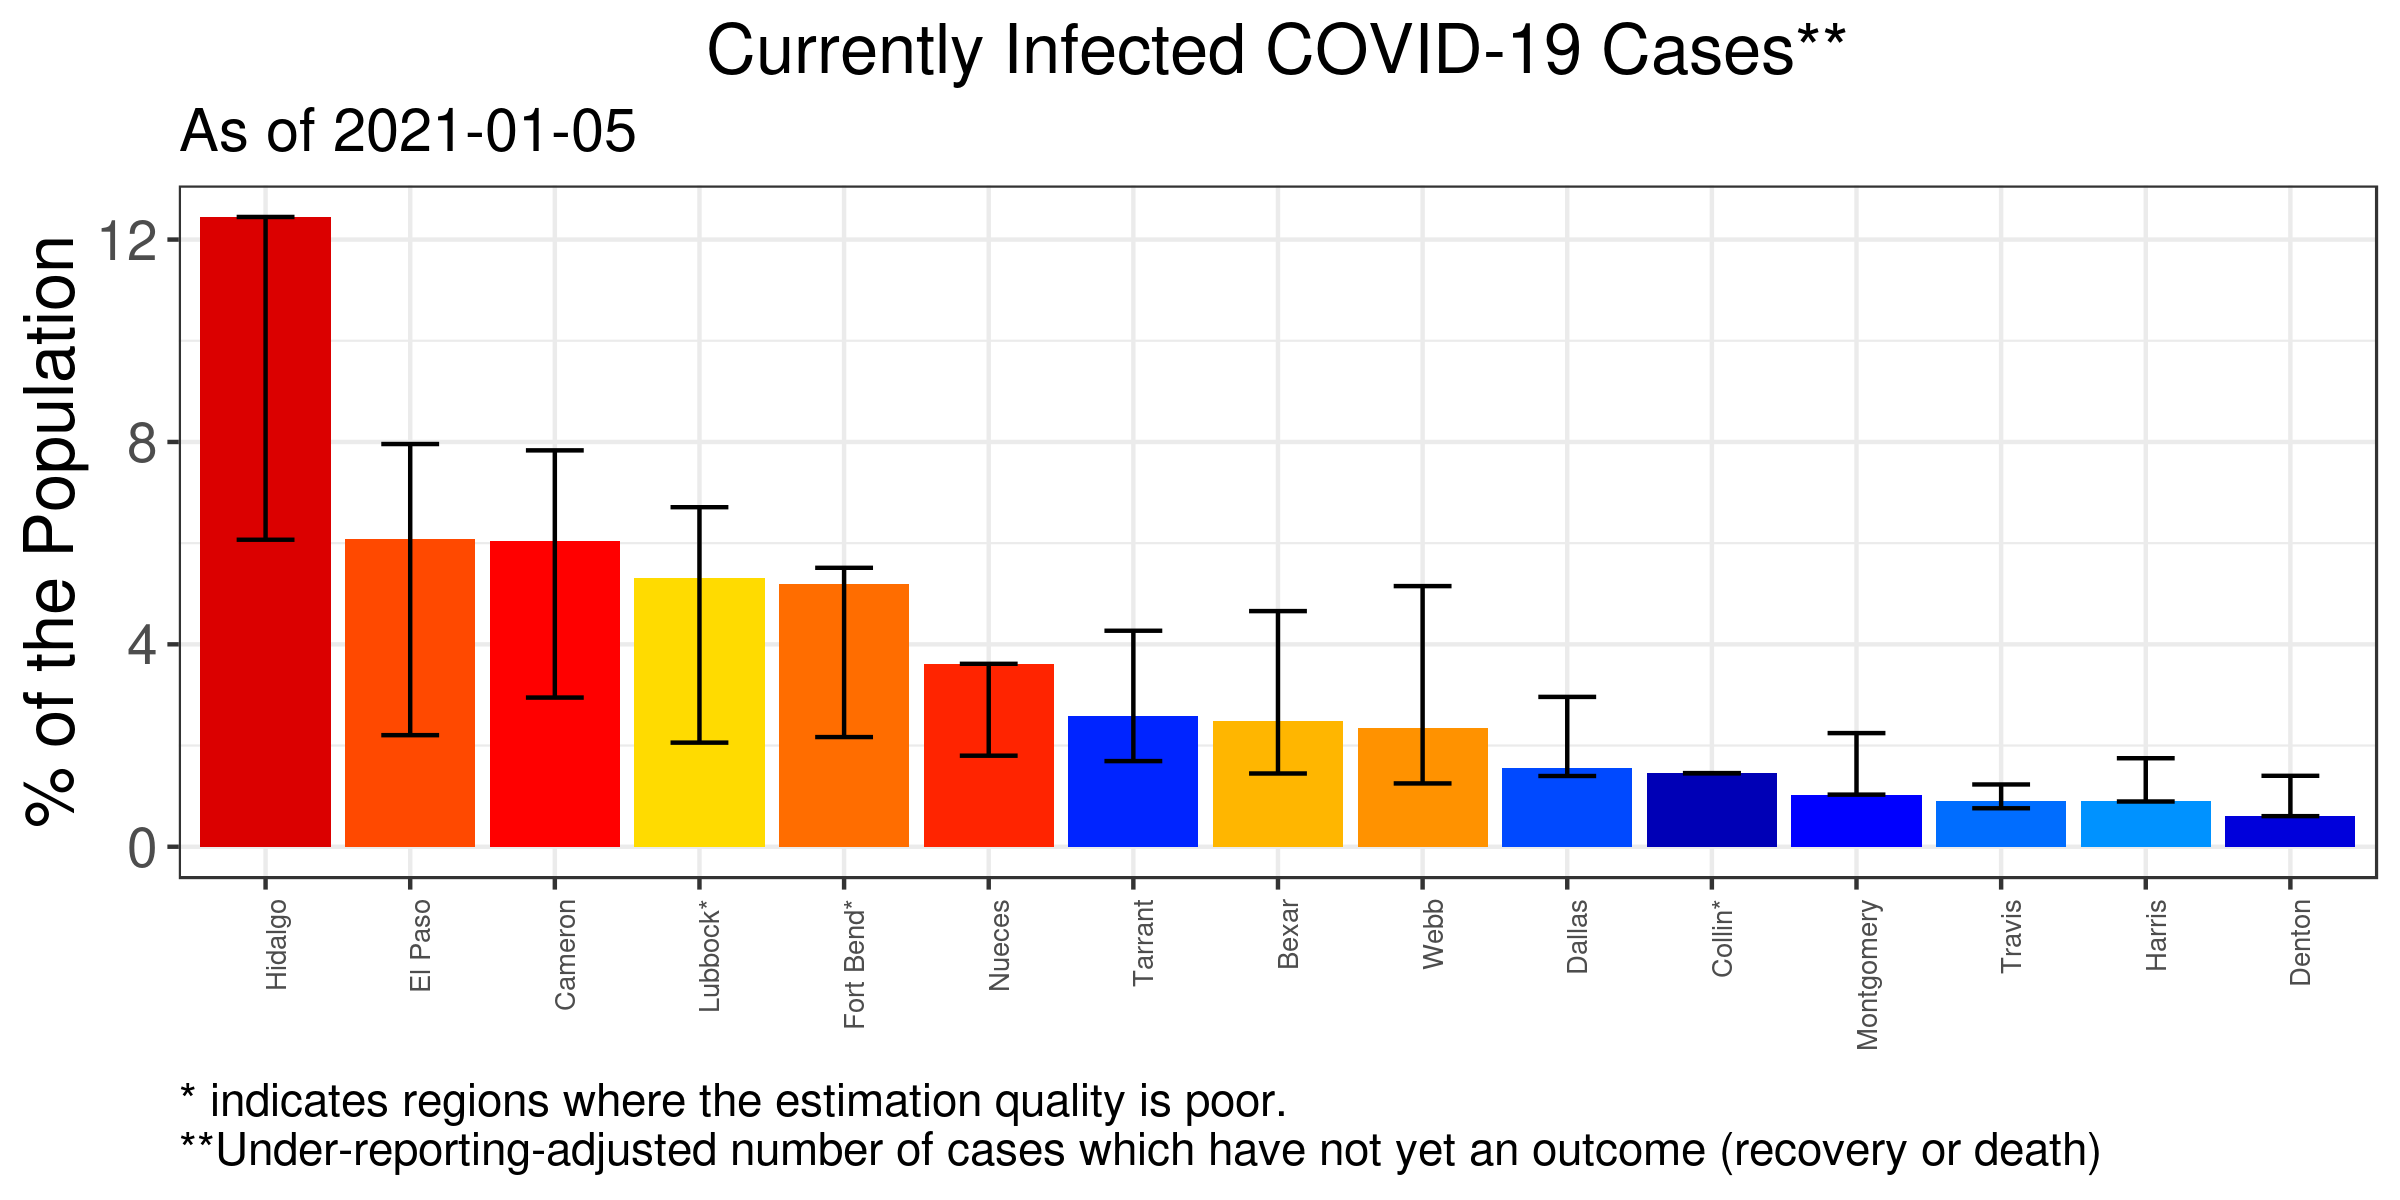 Currently Infected COVID-19 Cases**
As of 2021-01-05
% of the Population
12
8
4
0
Hidalgo
El Paso
Cameron
Lubbock*
Fort Bend*
Nueces
Tarrant
Bexar
Webb
Dallas
Collin*
Montgomery
Travis
Harris
Denton
* indicates regions where the estimation quality is poor.
**Under-reporting-adjusted number of cases which have not yet an outcome (recovery or death)